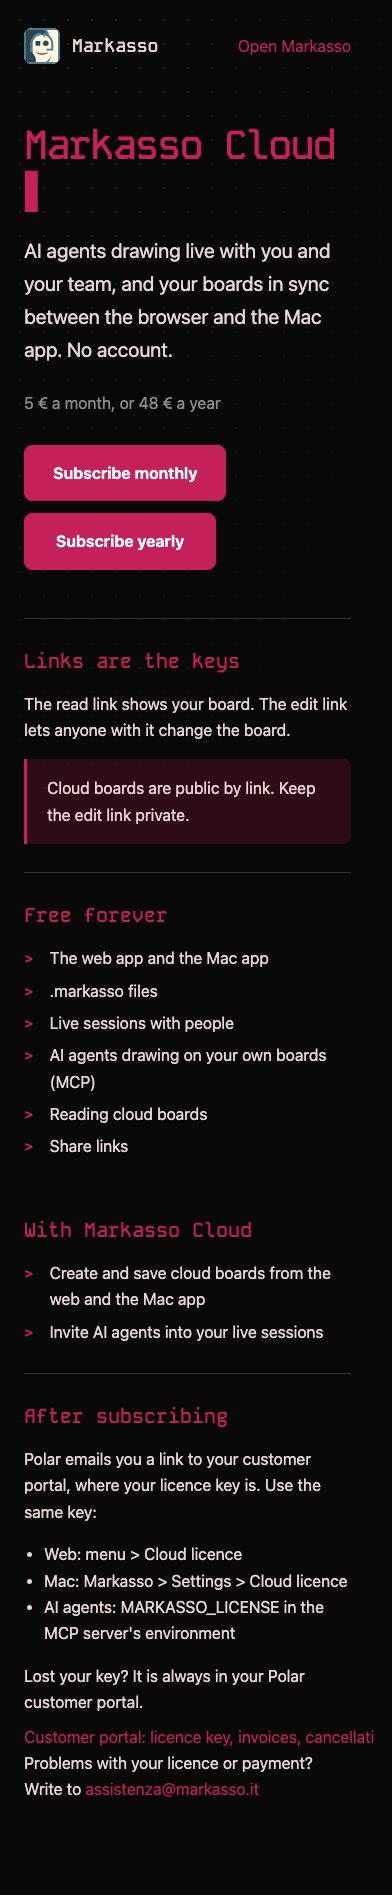 Markasso
Open Markasso
Markasso Cloud
AI agents drawing live with you and
your team, and your boards in sync
between the browser and the Mac
app. No account.
5 € a month, or 48 € a year
Subscribe monthly
Subscribe yearly
Links are the keys
The read link shows your board. The edit link
lets anyone with it change the board.
Cloud boards are public by link. Keep
the edit link private.
Free forever
> The web app and the Mac app
> .markasso files
> Live sessions with people
> AI agents drawing on your own boards
(MCP)
> Reading cloud boards
> Share links
With Markasso Cloud
> Create and save cloud boards from the
web and the Mac app
> Invite AI agents into your live sessions
After subscribing
Polar emails you a link to your customer
portal, where your licence key is. Use the
same key:
• Web: menu > Cloud licence
• Mac: Markasso > Settings > Cloud licence
• AI agents: MARKASSO_LICENSE in the
MCP server's environment
Lost your key? It is always in your Polar
customer portal.
Customer portal: licence key, invoices, cancellati
Problems with your licence or payment?
Write to assistenza@markasso.it